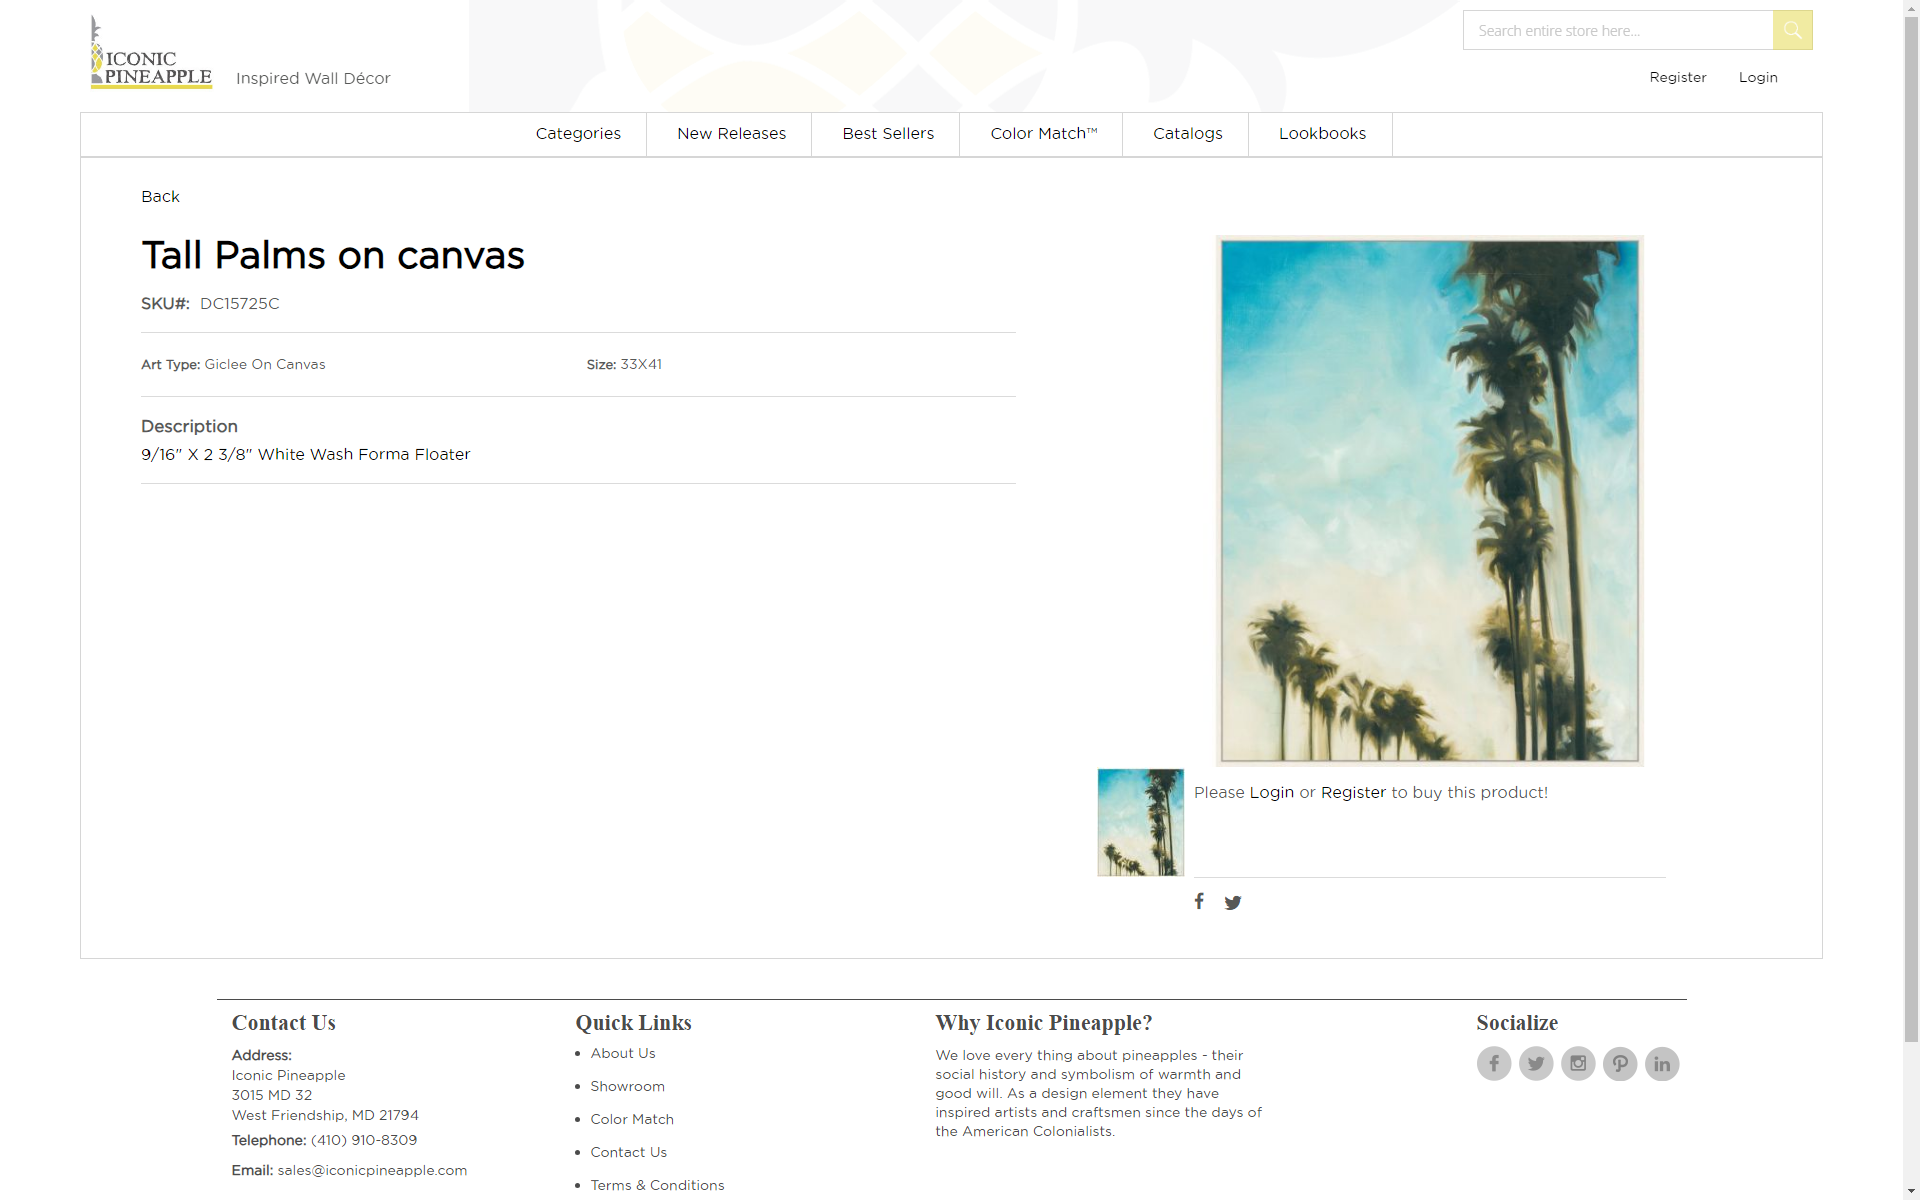 ICONIC
PINEAPPLE
Inspired Wall Décor
Search entire store here...
Register
Login
Categories
New Releases
Best Sellers
Color Match™
Catalogs
Lookbooks
Back
Tall Palms on canvas
SKU#: DC15725C
Art Type: Giclee On Canvas
Size: 33X41
Description
9/16" X 2 3/8" White Wash Forma Floater
Please Login or Register to buy this product!
Contact Us
Address:
Iconic Pineapple
3015 MD 32
West Friendship, MD 21794
Telephone: (410) 910-8309
Email: sales@iconicpineapple.com
Quick Links
About Us
Showroom
Color Match
Contact Us
Terms & Conditions
Why Iconic Pineapple?
We love every thing about pineapples - their
social history and symbolism of warmth and
good will. As a design element they have
inspired artists and craftsmen since the days of
the American Colonialists.
Socialize